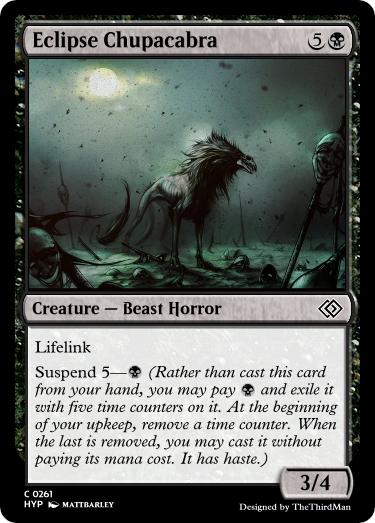 Eclipse Chupacabra 5
Creature — Beast Horror
Lifelink
Suspend 5— (Rather than cast this card
from your hand, you may pay and exile it
with five time counters on it. At the beginning
of your upkeep, remove a time counter. When
the last is removed, you may cast it without
paying its mana cost. It has haste.)
3/4
C 0261
HYP MATTBARLEY
Designed by TheThirdMan